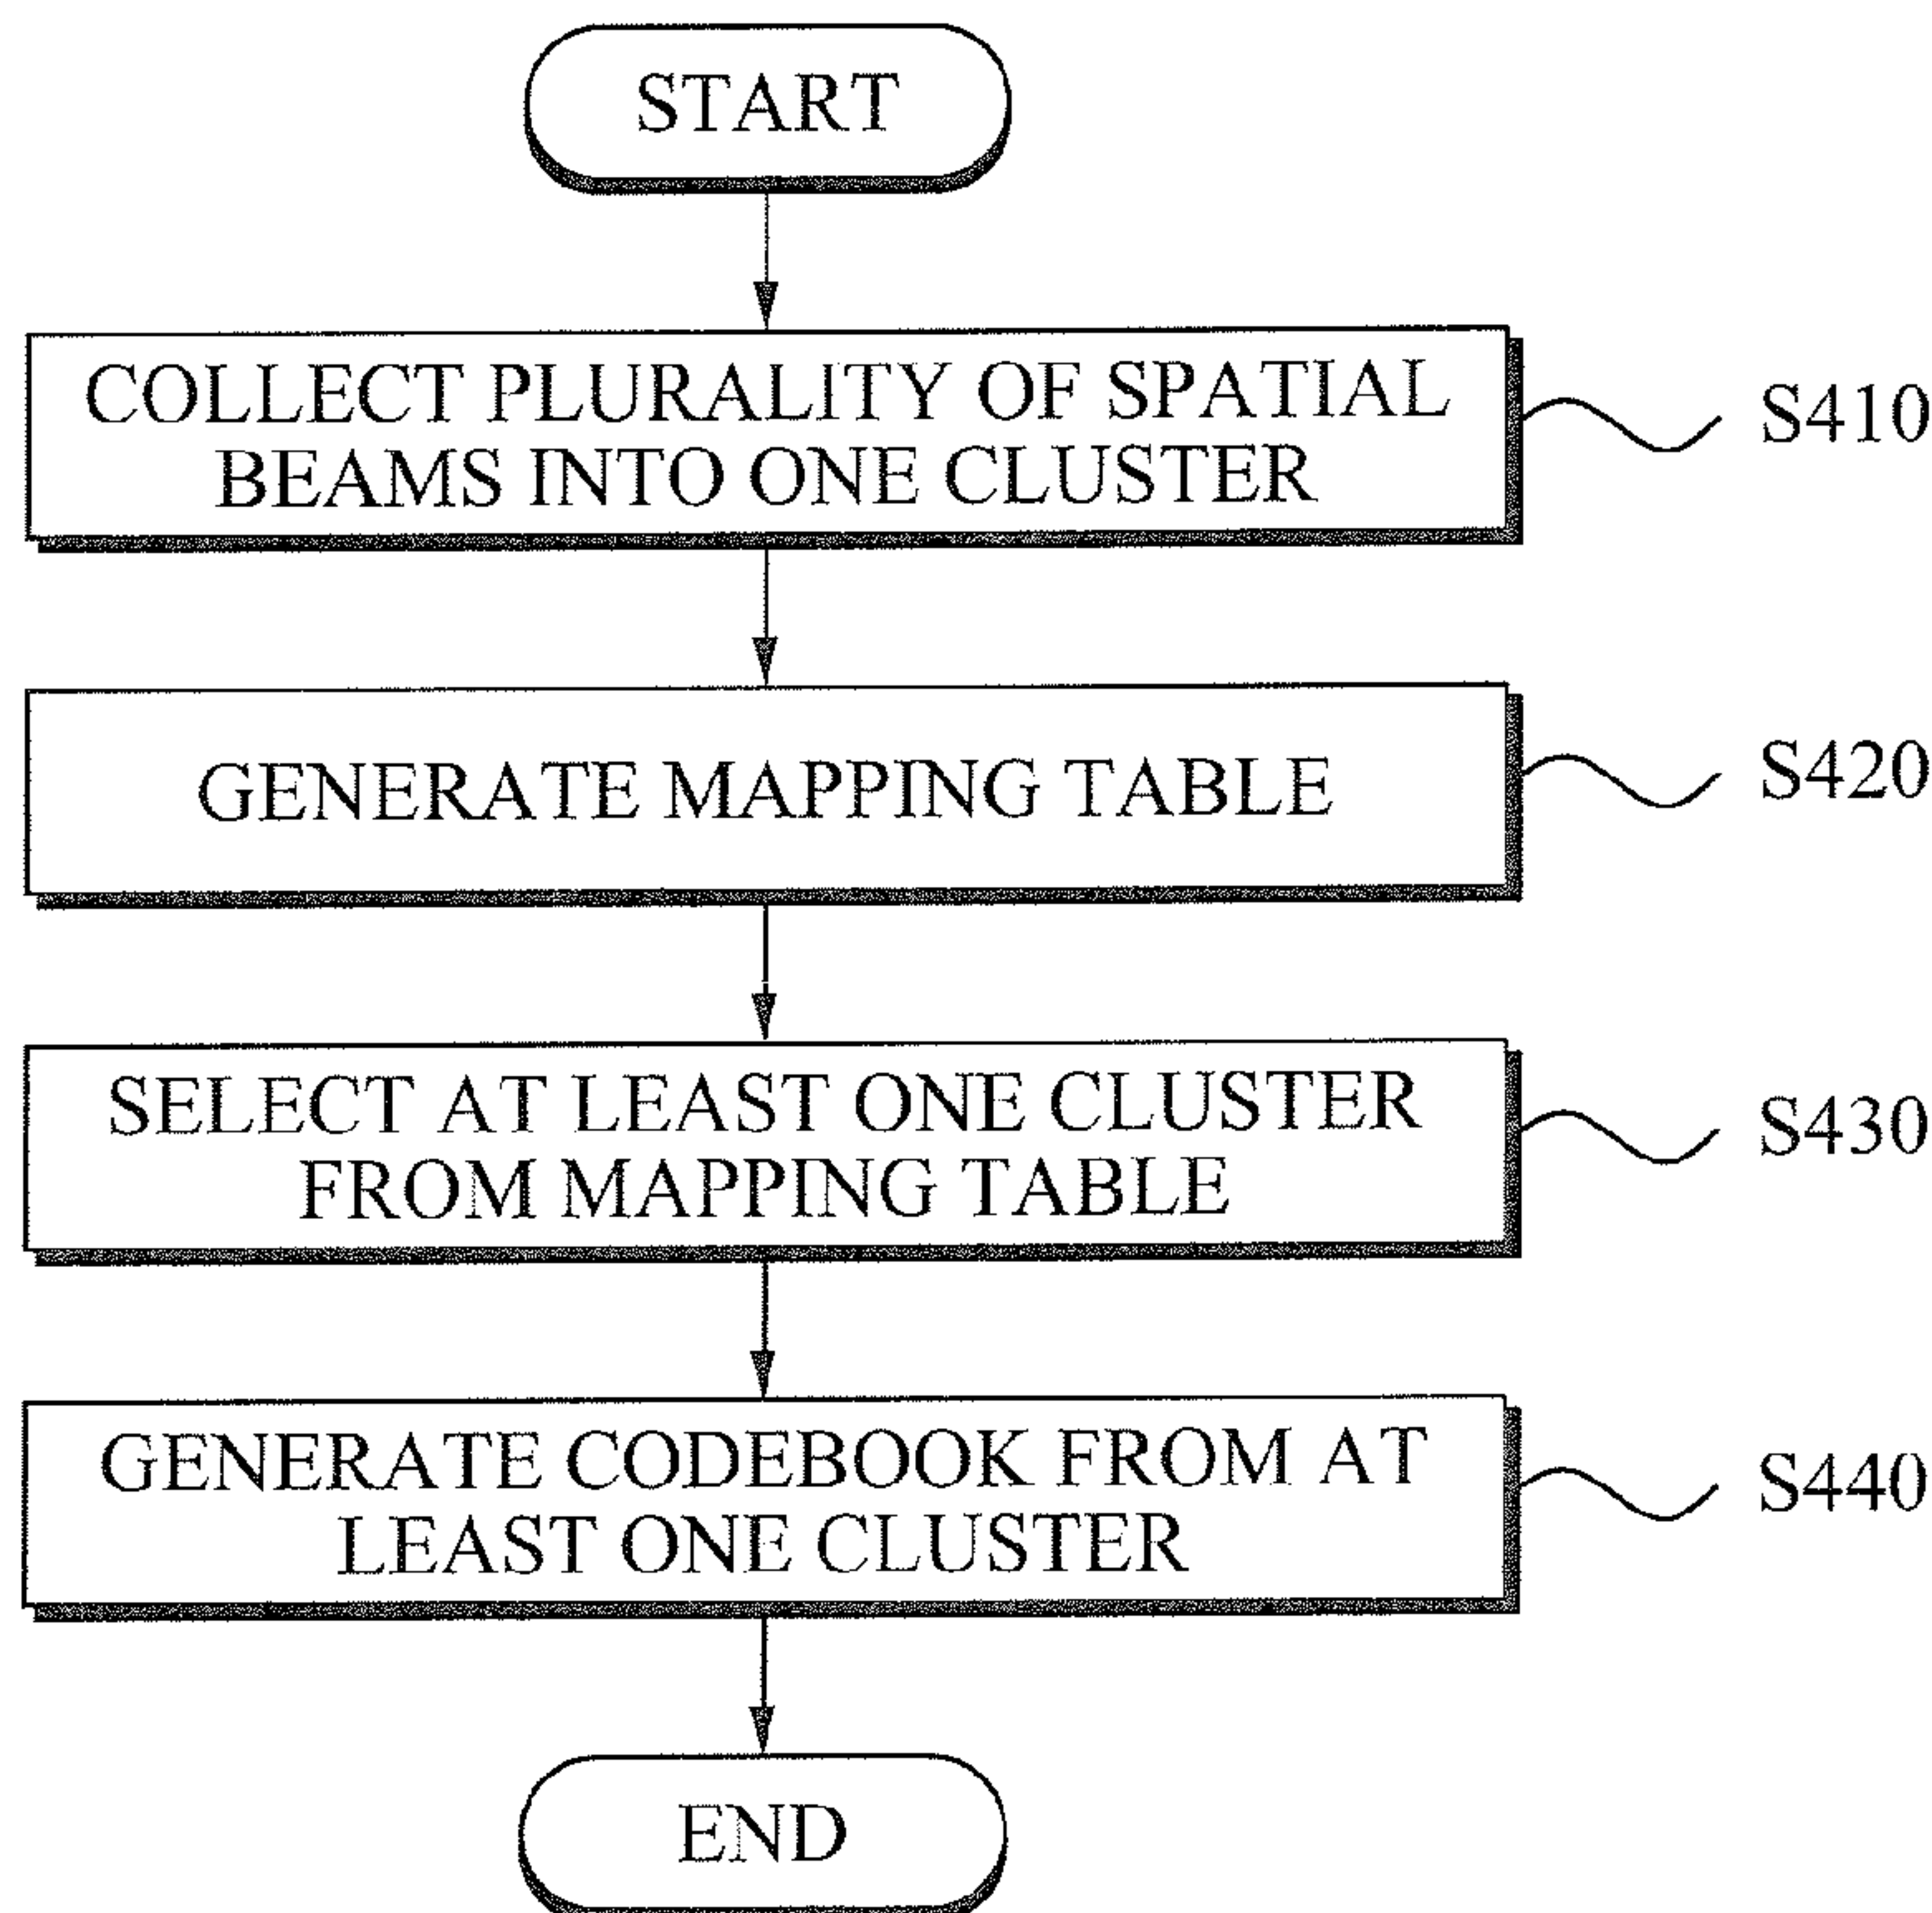 START
COLLECT PLURALITY OF SPATIAL
BEAMS INTO ONE CLUSTER
S410
GENERATE MAPPING TABLE
S420
SELECT AT LEAST ONE CLUSTER
FROM MAPPING TABLE
S430
GENERATE CODEBOOK FROM AT
LEAST ONE CLUSTER
S440
END